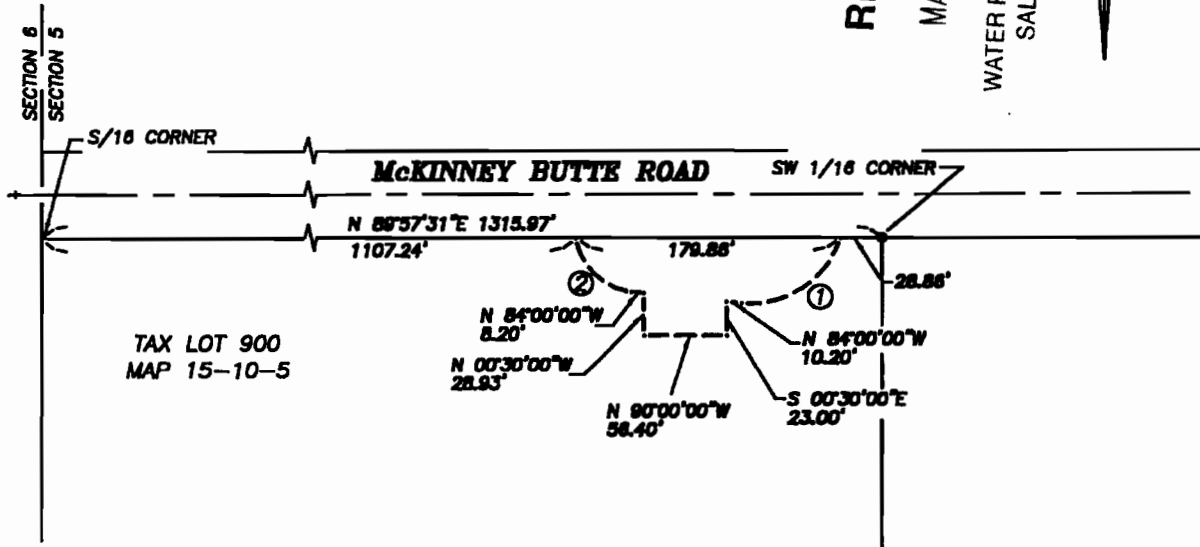 SECTION 6
SECTION 5
S/16 CORNER
McKINNEY BUTTE ROAD
SW 1/16 CORNER
N 89°57'31"E 1315.97'
1107.24'
179.86'
28.86'
②
①
N 84°00'00"W
8.20'
N 84°00'00"W
10.20'
TAX LOT 900
MAP 15-10-5
N 00°30'00"W
28.93'
S 00°30'00"E
23.00'
N 90°00'00"W
56.40'
WATER
SAL
MA